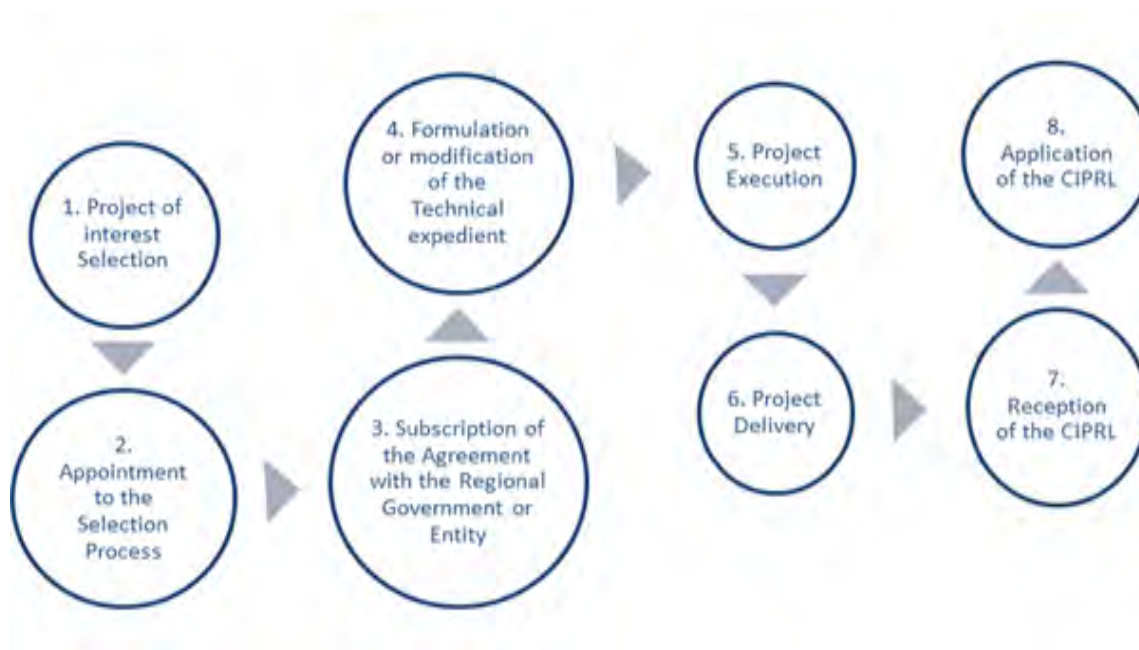 1. Project of
interest
Selection
2.
Appointment
to the
Selection
Process
3. Subscription of
the Agreement
with the Regional
Government or
Entity
4. Formulation
or modification
of the
Technical
expedient
5. Project
Execution
6. Project
Delivery
7.
Reception
of the CIPRL
8.
Application
of the CIPRL